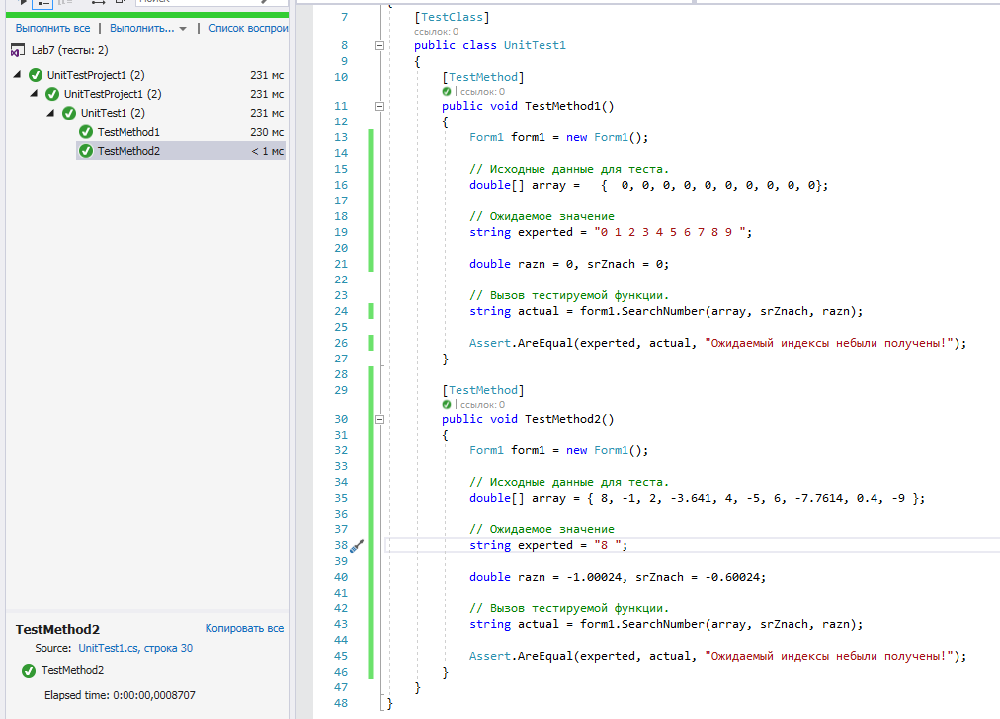 Выполнить все | Выполнить... | Список воспрои
Lab7 (тесты: 2)
UnitTestProject1 (2) 231 мс
UnitTestProject1 (2) 231 мс
UnitTest1 (2) 231 мс
TestMethod1 230 мс
TestMethod2 < 1 мс
TestMethod2 Копировать все
Source: UnitTest1.cs, строка 30
TestMethod2
Elapsed time: 0:00:00,0008707
7 [TestClass]
ссылок: 0
8 public class UnitTest1
9 {
10 [TestMethod]
| ссылок: 0
11 public void TestMethod1()
12 {
13 Form1 form1 = new Form1();
14
15 // Исходные данные для теста.
16 double[] array =   {  0, 0, 0, 0, 0, 0, 0, 0, 0, 0};
17
18 // Ожидаемое значение
19 string experted = "0 1 2 3 4 5 6 7 8 9 ";
20
21 double razn = 0, srZnach = 0;
22
23 // Вызов тестируемой функции.
24 string actual = form1.SearchNumber(array, srZnach, razn);
25
26 Assert.AreEqual(experted, actual, "Ожидаемый индексы небыли получены!");
27 }
28
29 [TestMethod]
| ссылок: 0
30 public void TestMethod2()
31 {
32 Form1 form1 = new Form1();
33
34 // Исходные данные для теста.
35 double[] array = { 8, -1, 2, -3.641, 4, -5, 6, -7.7614, 0.4, -9 };
36
37 // Ожидаемое значение
38 string experted = "8 ";
39
40 double razn = -1.00024, srZnach = -0.60024;
41
42 // Вызов тестируемой функции.
43 string actual = form1.SearchNumber(array, srZnach, razn);
44
45 Assert.AreEqual(experted, actual, "Ожидаемый индексы небыли получены!");
46 }
47 }
48 }